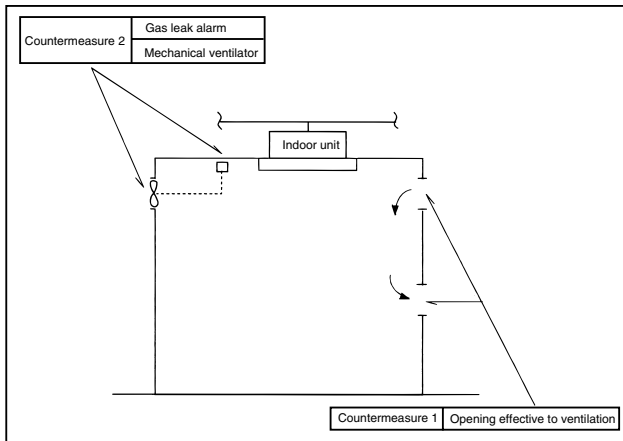 Countermeasure 2
Gas leak alarm
Mechanical ventilator
Indoor unit
Countermeasure 1
Opening effective to ventilation